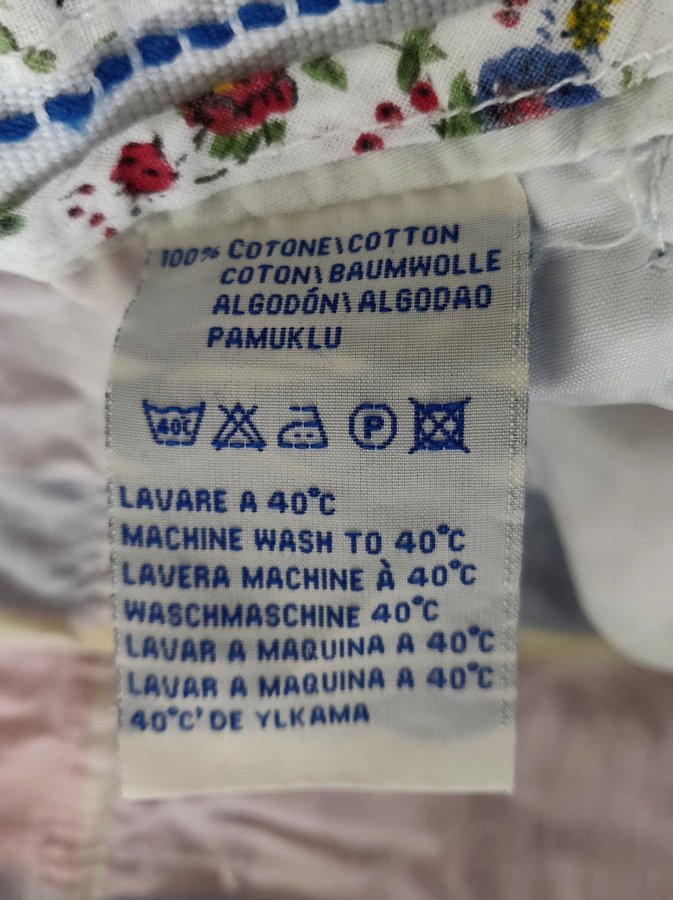 100% COTONE\COTTON
COTON\BAUMWOLLE
ALGODÓN\ALGODAO
PAMUKLU
40C P
LAVARE A 40°C
MACHINE WASH TO 40°C
LAVERA MACHINE À 40°C
WASCHMASCHINE 40°C
LAVAR A MAQUINA A 40°C
LAVAR A MAQUINA A 40°C
40°C' DE YLKAMA